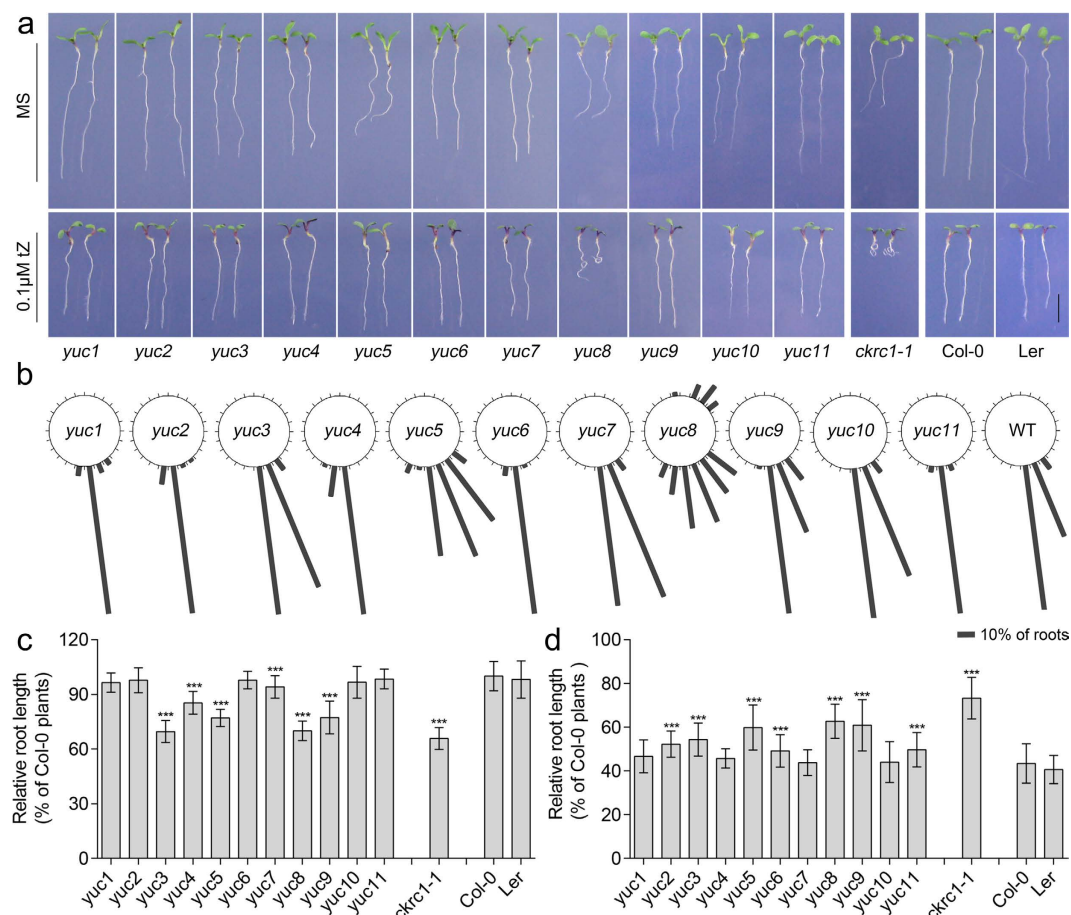 a
MS
0.1μM tZ
yuc1 yuc2 yuc3 yuc4 yuc5 yuc6 yuc7 yuc8 yuc9 yuc10 yuc11 ckrc1-1 Col-0 Ler
b
yuc1 yuc2 yuc3 yuc4 yuc5 yuc6 yuc7 yuc8 yuc9 yuc10 yuc11 WT
10% of roots
c
Relative root length
(% of Col-0 plants)
120
90
60
30
0
*** *** *** *** *** *** ***
yuc1 yuc2 yuc3 yuc4 yuc5 yuc6 yuc7 yuc8 yuc9 yuc10 yuc11 ckrc1-1 Col-0 Ler
d
Relative root length
(% of Col-0 plants )
100
80
60
40
20
0
*** *** *** *** *** *** *** ***
yuc1 yuc2 yuc3 yuc4 yuc5 yuc6 yuc7 yuc8 yuc9 yuc10 yuc11 ckrc1-1 Col-0 Ler